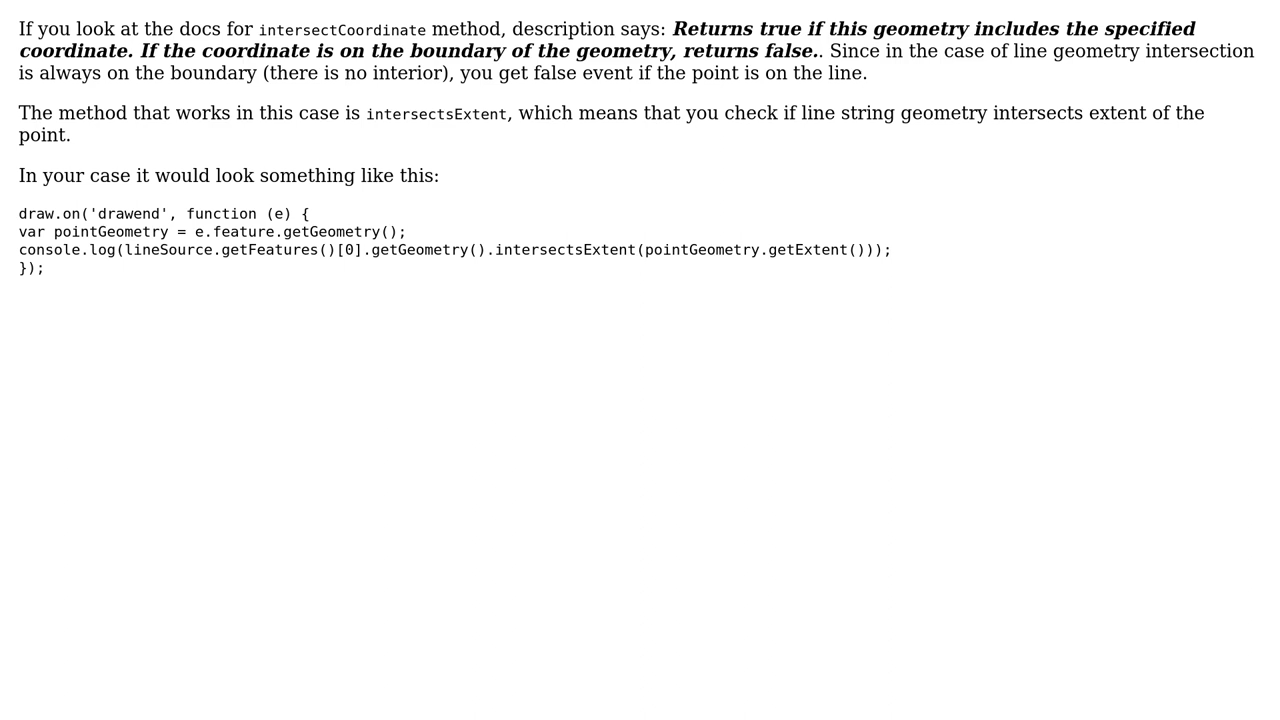 If you look at the docs for intersectCoordinate method, description says: Returns true if this geometry includes the specified
coordinate. If the coordinate is on the boundary of the geometry, returns false.. Since in the case of line geometry intersection
is always on the boundary (there is no interior), you get false event if the point is on the line.
The method that works in this case is intersectsExtent, which means that you check if line string geometry intersects extent of the
point.
In your case it would look something like this:
draw.on('drawend', function (e) {
var pointGeometry = e.feature.getGeometry();
console.log(lineSource.getFeatures()[0].getGeometry().intersectsExtent(pointGeometry.getExtent()));
});